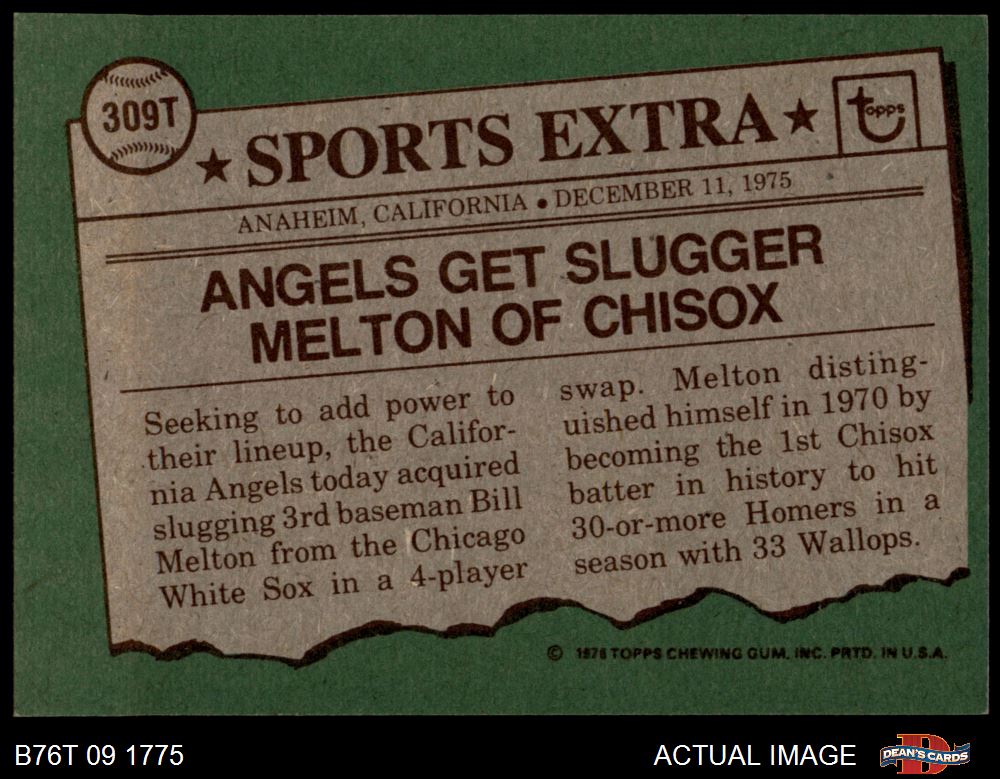 309T
★ SPORTS EXTRA ★
topps
ANAHEIM, CALIFORNIA • DECEMBER 11, 1975
ANGELS GET SLUGGER
MELTON OF CHISOX
Seeking to add power to
their lineup, the Califor-
nia Angels today acquired
slugging 3rd baseman Bill
Melton from the Chicago
White Sox in a 4-player
swap. Melton disting-
uished himself in 1970 by
becoming the 1st Chisox
batter in history to hit
30-or-more Homers in a
season with 33 Wallops.
© 1976 TOPPS CHEWING GUM, INC. PRTD. IN U.S.A.
B76T 09 1775
ACTUAL IMAGE
DEAN'S CARDS